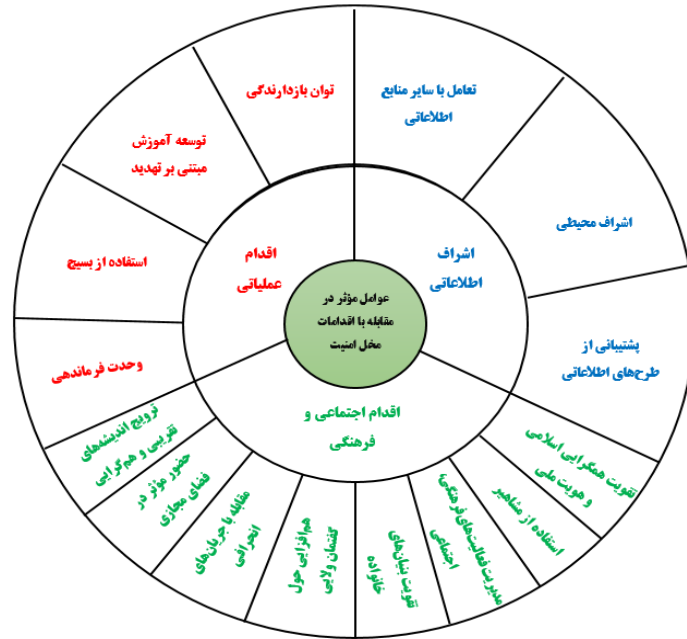 عوامل مؤثر در
مقابله با اقدامات
مخل امنیت
اشراف
اطلاعاتی
تعامل با سایر منابع
اطلاعاتی
اشراف محیطی
پشتیبانی از
طرح‌های اطلاعاتی
اقدام
عملیاتی
توان بازدارندگی
توسعه آموزش
مبتنی بر تهدید
استفاده از بسیج
وحدت فرماندهی
اقدام اجتماعی و
فرهنگی
تقویت همگرایی اسلامی
و هویت ملی
استفاده از مشاهیر
مدیریت فعالیت‌های فرهنگی،
اجتماعی
تقویت بنیان‌های
خانواده
هم‌افزایی حول
گفتمان ولایی
مقابله با جریان‌های
انحرافی
حضور مؤثر در
فضای مجازی
ترویج اندیشه‌های
تقریبی و هم‌گرایی